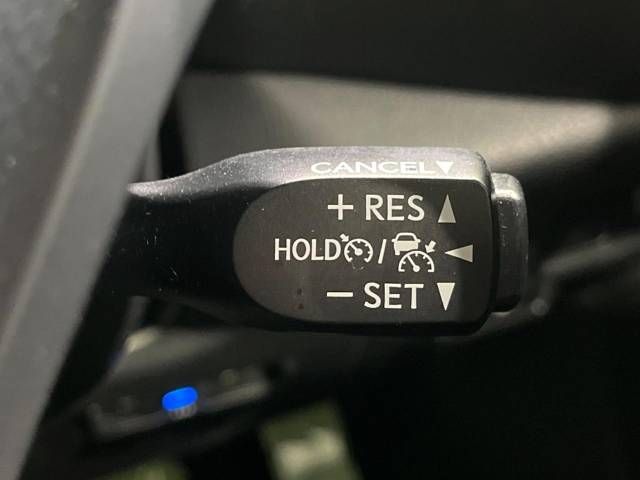 CANCEL▼
+ RES ▲
HOLD / ◀
− SET ▼